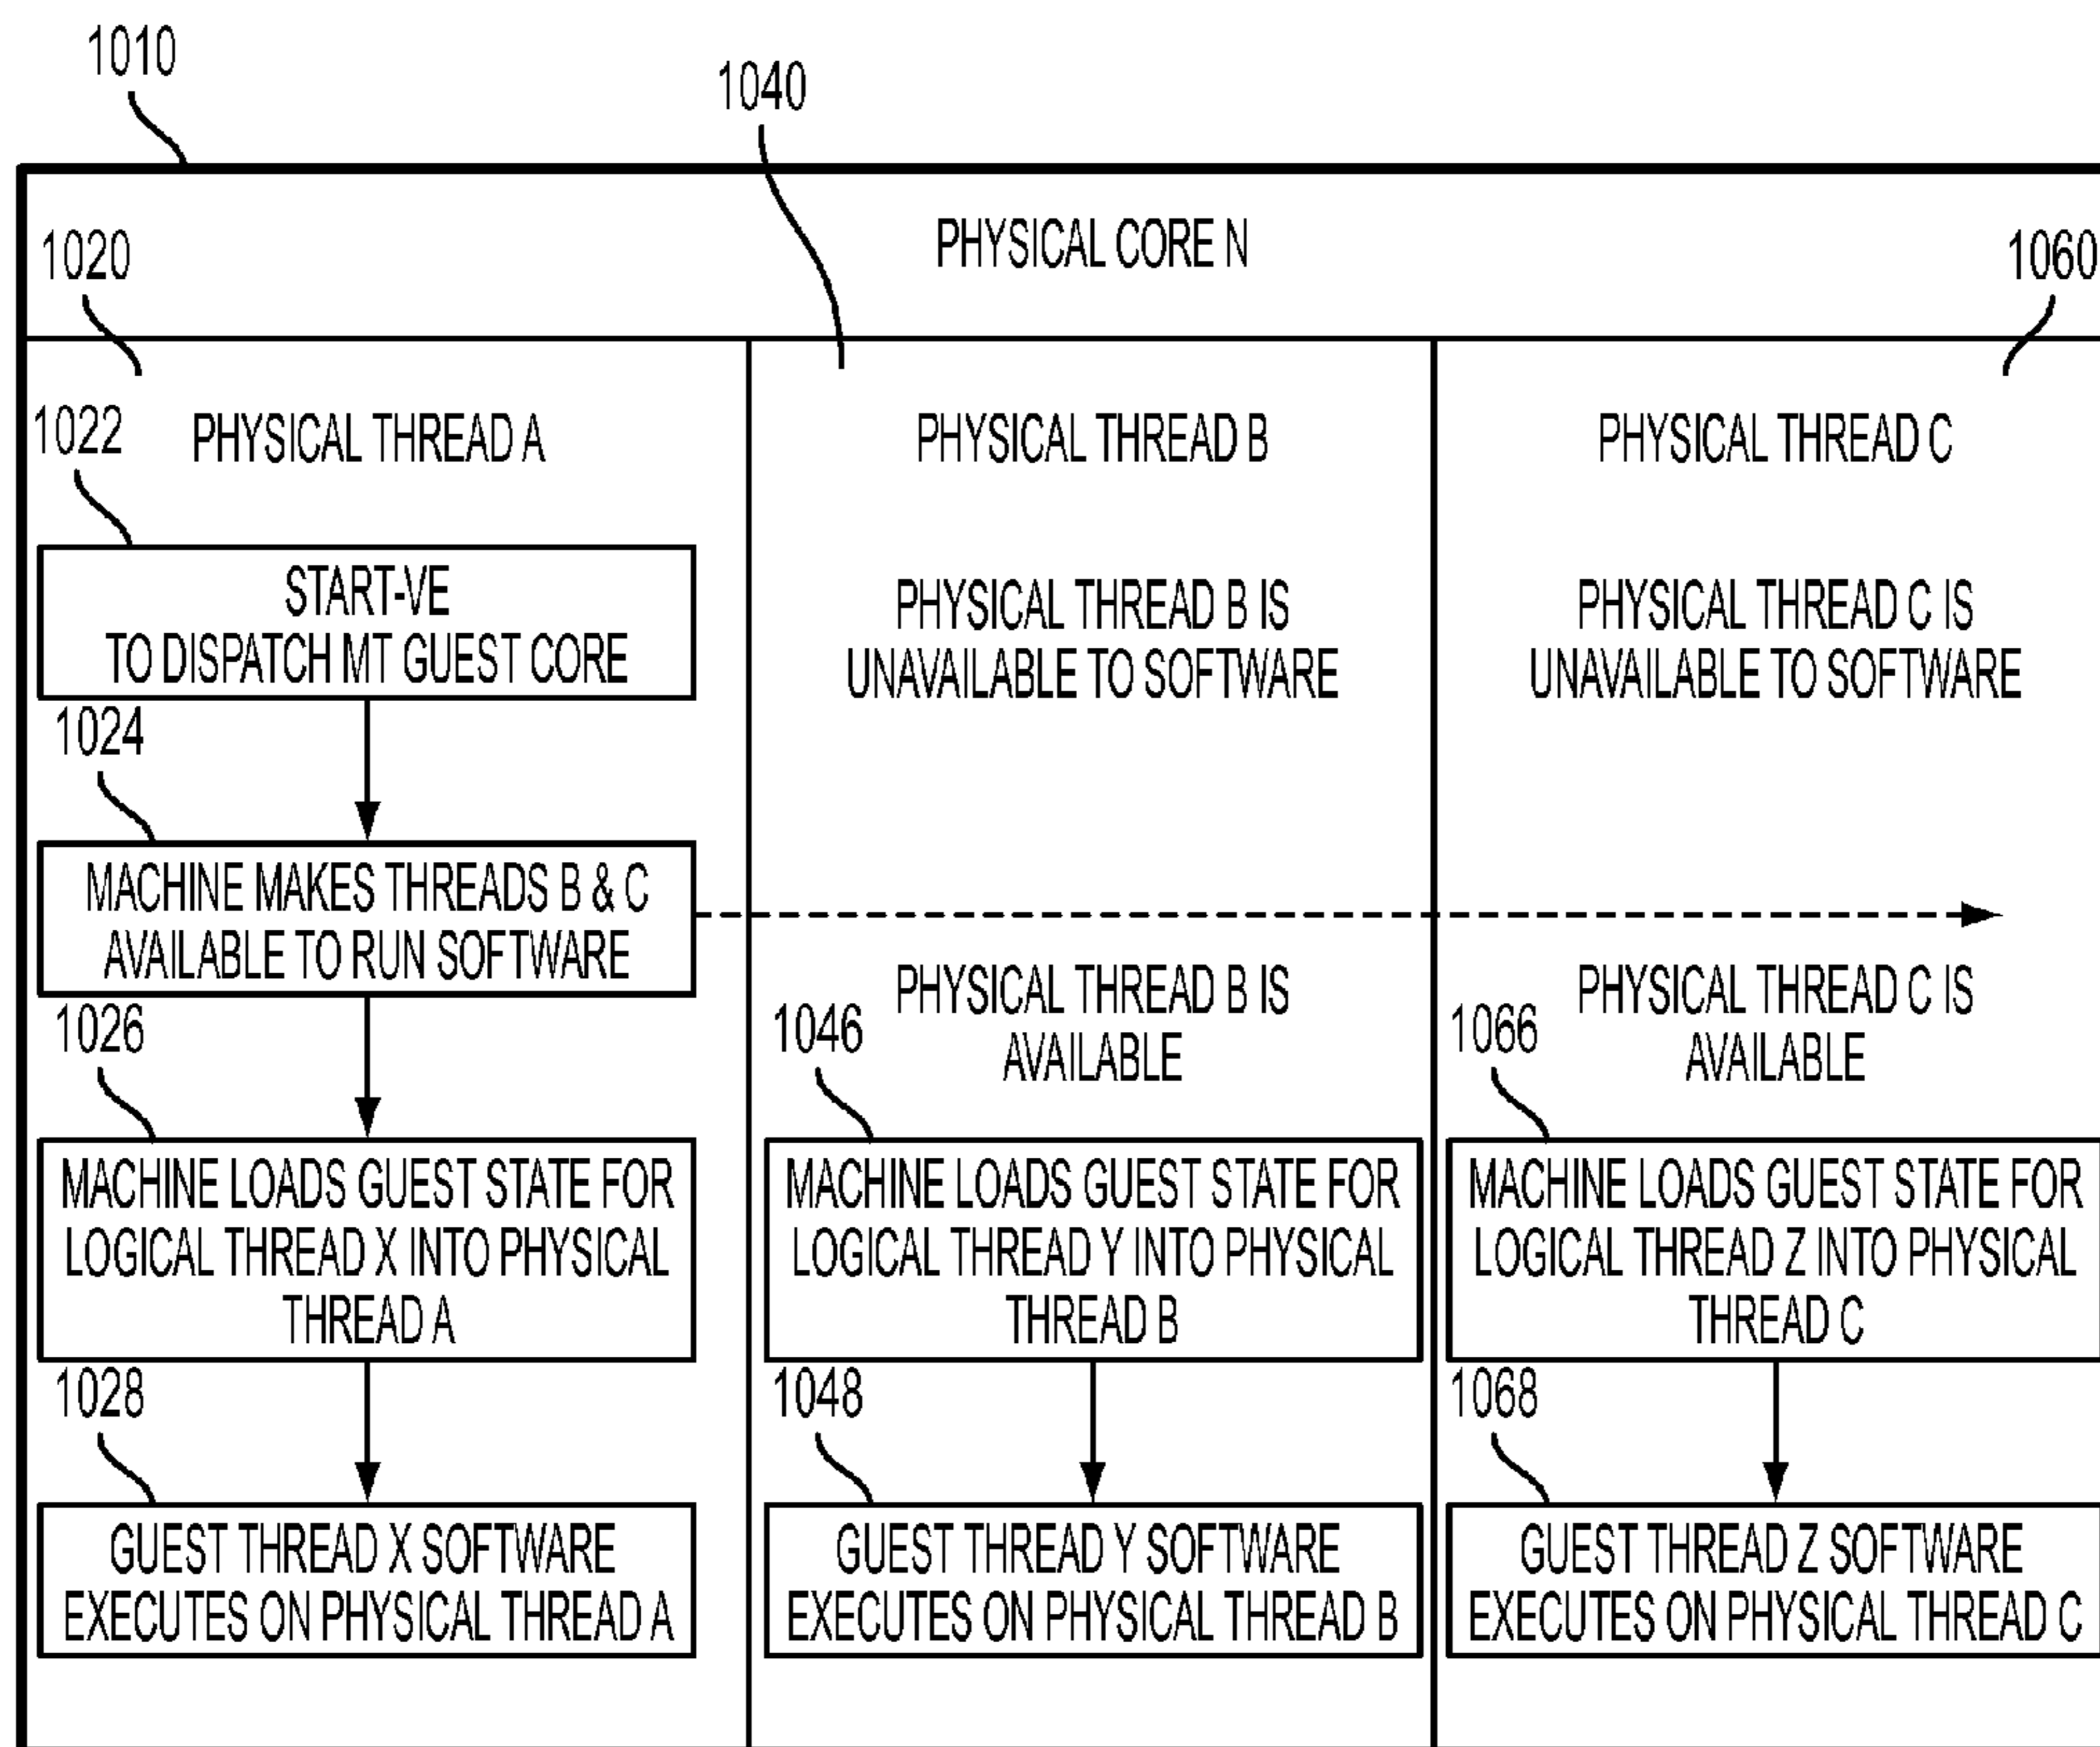 1010
1040
PHYSICAL CORE N
1020
1060
1022
PHYSICAL THREAD A
PHYSICAL THREAD B
PHYSICAL THREAD C
START-VE
TO DISPATCH MT GUEST CORE
PHYSICAL THREAD B IS
UNAVAILABLE TO SOFTWARE
PHYSICAL THREAD C IS
UNAVAILABLE TO SOFTWARE
1024
MACHINE MAKES THREADS B & C
AVAILABLE TO RUN SOFTWARE
PHYSICAL THREAD B IS
AVAILABLE
PHYSICAL THREAD C IS
AVAILABLE
1026
1046
1066
MACHINE LOADS GUEST STATE FOR
LOGICAL THREAD X INTO PHYSICAL
THREAD A
MACHINE LOADS GUEST STATE FOR
LOGICAL THREAD Y INTO PHYSICAL
THREAD B
MACHINE LOADS GUEST STATE FOR
LOGICAL THREAD Z INTO PHYSICAL
THREAD C
1028
1048
1068
GUEST THREAD X SOFTWARE
EXECUTES ON PHYSICAL THREAD A
GUEST THREAD Y SOFTWARE
EXECUTES ON PHYSICAL THREAD B
GUEST THREAD Z SOFTWARE
EXECUTES ON PHYSICAL THREAD C